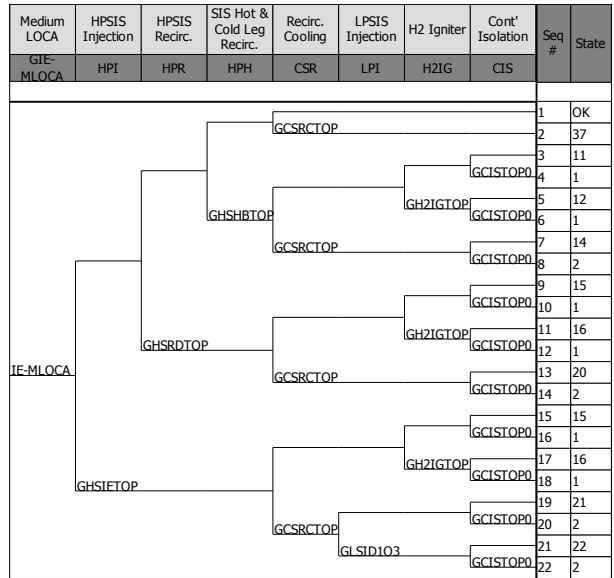 Medium LOCA HPSIS Injection HPSIS Recirc. SIS Hot & Cold Leg Recirc. Recirc. Cooling LPSIS Injection H2 Igniter Cont' Isolation Seq # State
GIE-MLOCA HPI HPR HPH CSR LPI H2IG CIS
1 OK
GCSRCTOP
2 37
3 11
GCISTOP0
4 1
GHSHBTOP GH2IGTOP
5 12
GCISTOP0
6 1
GCSRCTOP
7 14
GCISTOP0
8 2
9 15
GCISTOP0
10 1
GHSRDTOP GH2IGTOP
11 16
GCISTOP0
12 1
IE-MLOCA
GCSRCTOP
13 20
GCISTOP0
14 2
15 15
GCISTOP0
16 1
GH2IGTOP
17 16
GCISTOP0
18 1
GHSIETOP
19 21
GCSRCTOP GCISTOP0
20 2
GLSID1O3
21 22
GCISTOP0
22 2